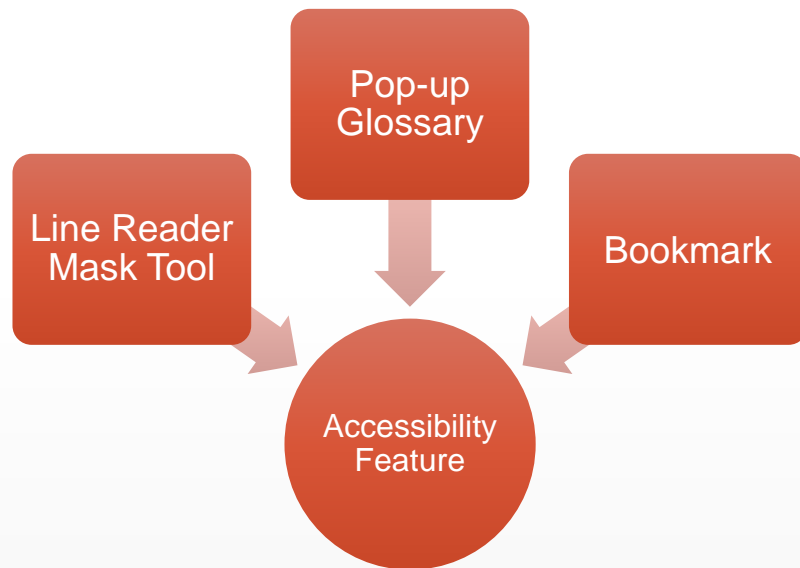 Pop-up
Glossary
Line Reader
Mask Tool
Bookmark
Accessibility
Feature